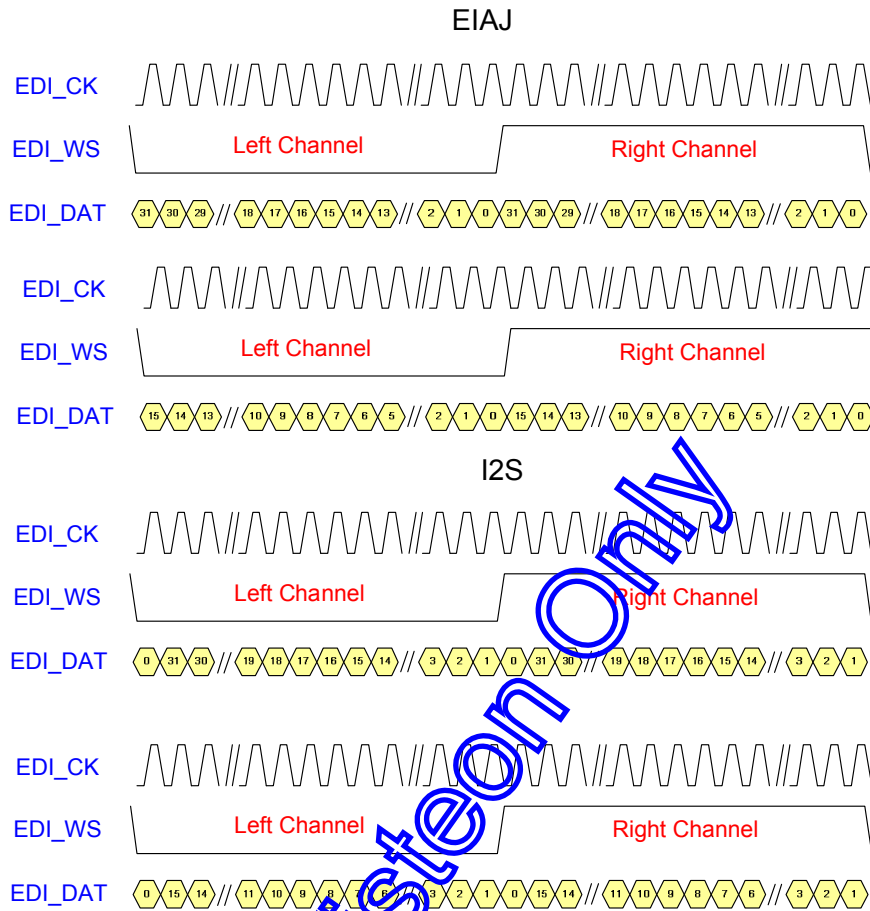 EIAJ
EDI_CK
EDI_WS Left Channel Right Channel
EDI_DAT 31 30 29 // 18 17 16 15 14 13 // 2 1 0 31 30 29 // 18 17 16 15 14 13 // 2 1 0
EDI_CK
EDI_WS Left Channel Right Channel
EDI_DAT 15 14 13 // 10 9 8 7 6 5 // 2 1 0 15 14 13 // 10 9 8 7 6 5 // 2 1 0
I2S
EDI_CK
EDI_WS Left Channel Right Channel
EDI_DAT 0 31 30 // 19 18 17 16 15 14 // 3 2 1 0 31 30 // 19 18 17 16 15 14 // 3 2 1
EDI_CK
EDI_WS Left Channel Right Channel
EDI_DAT 0 15 14 // 11 10 9 8 7 6 // 3 2 1 0 15 14 // 11 10 9 8 7 6 // 3 2 1
isteon Only